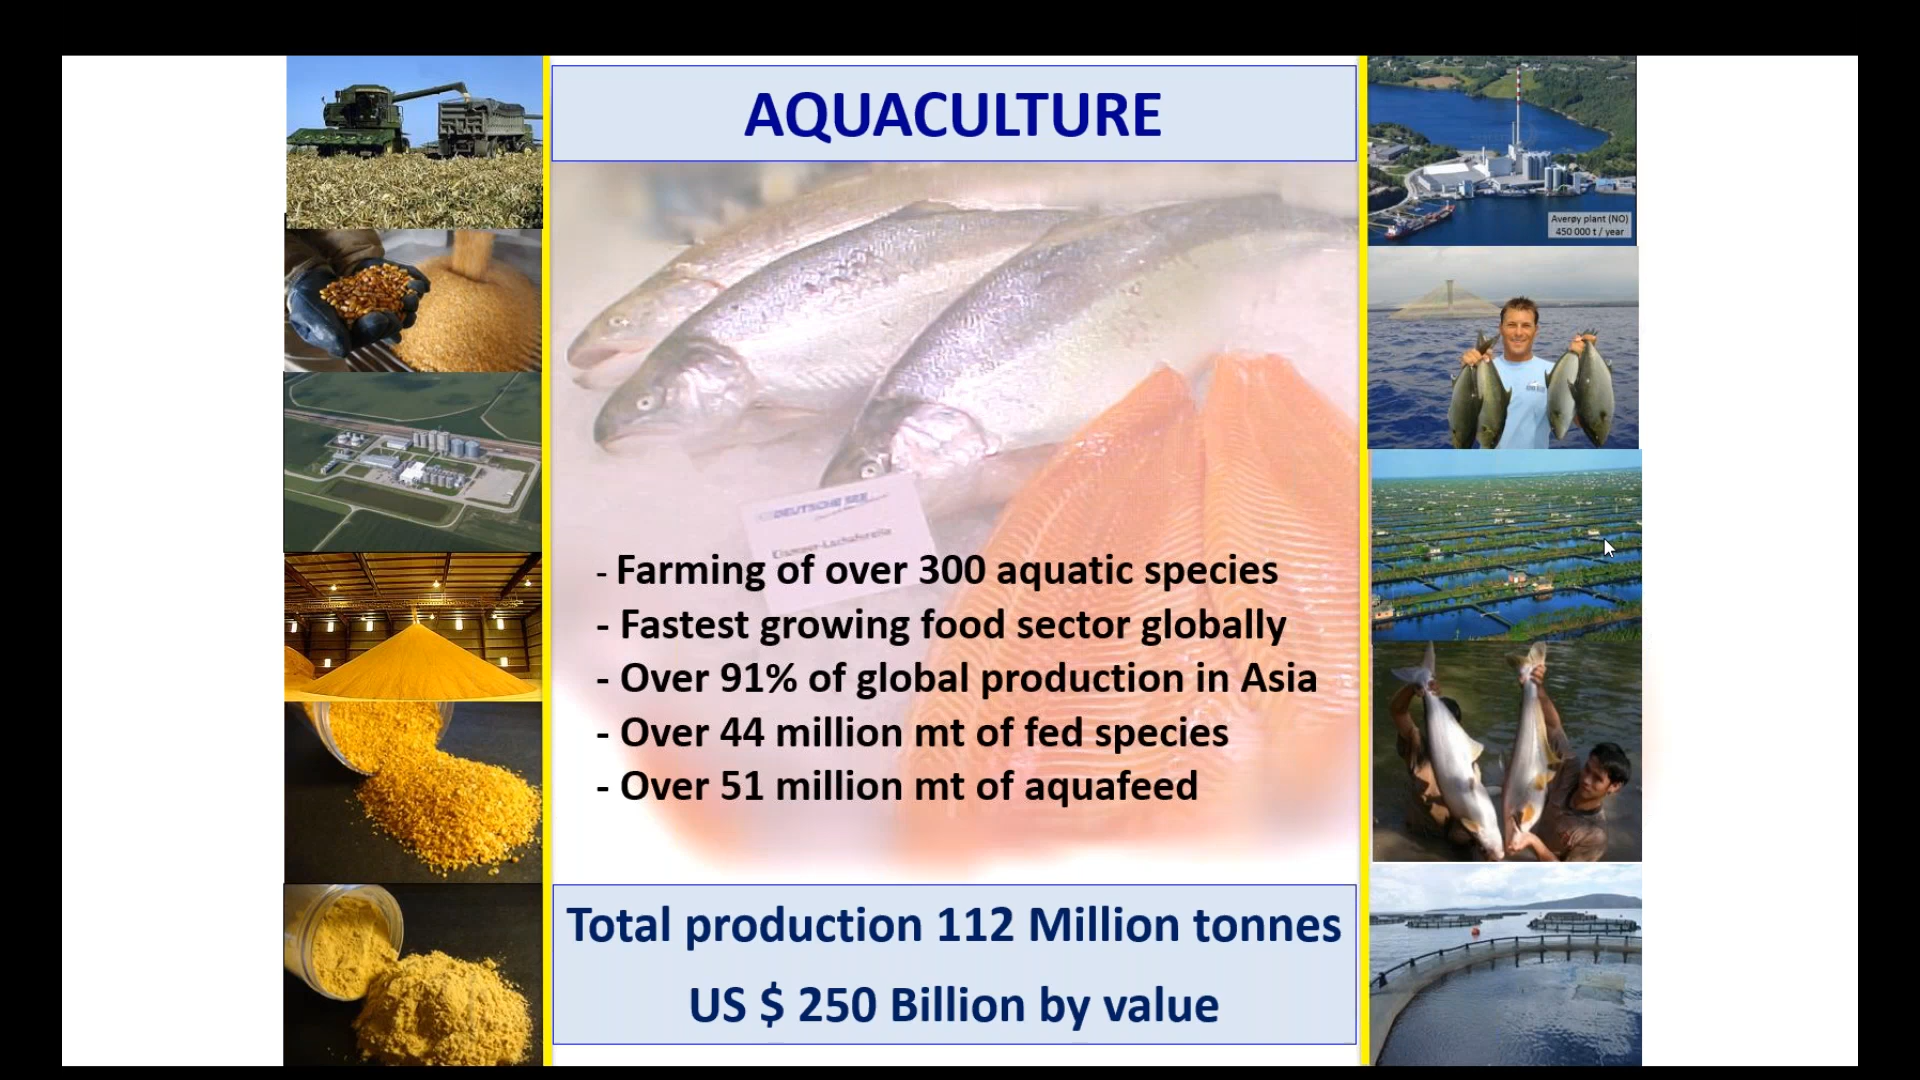 AQUACULTURE
Averøy plant (NO)
450 000 t / year
DEUTSCHE SEE
- Farming of over 300 aquatic species
- Fastest growing food sector globally
- Over 91% of global production in Asia
- Over 44 million mt of fed species
- Over 51 million mt of aquafeed
Total production 112 Million tonnes
US $ 250 Billion by value